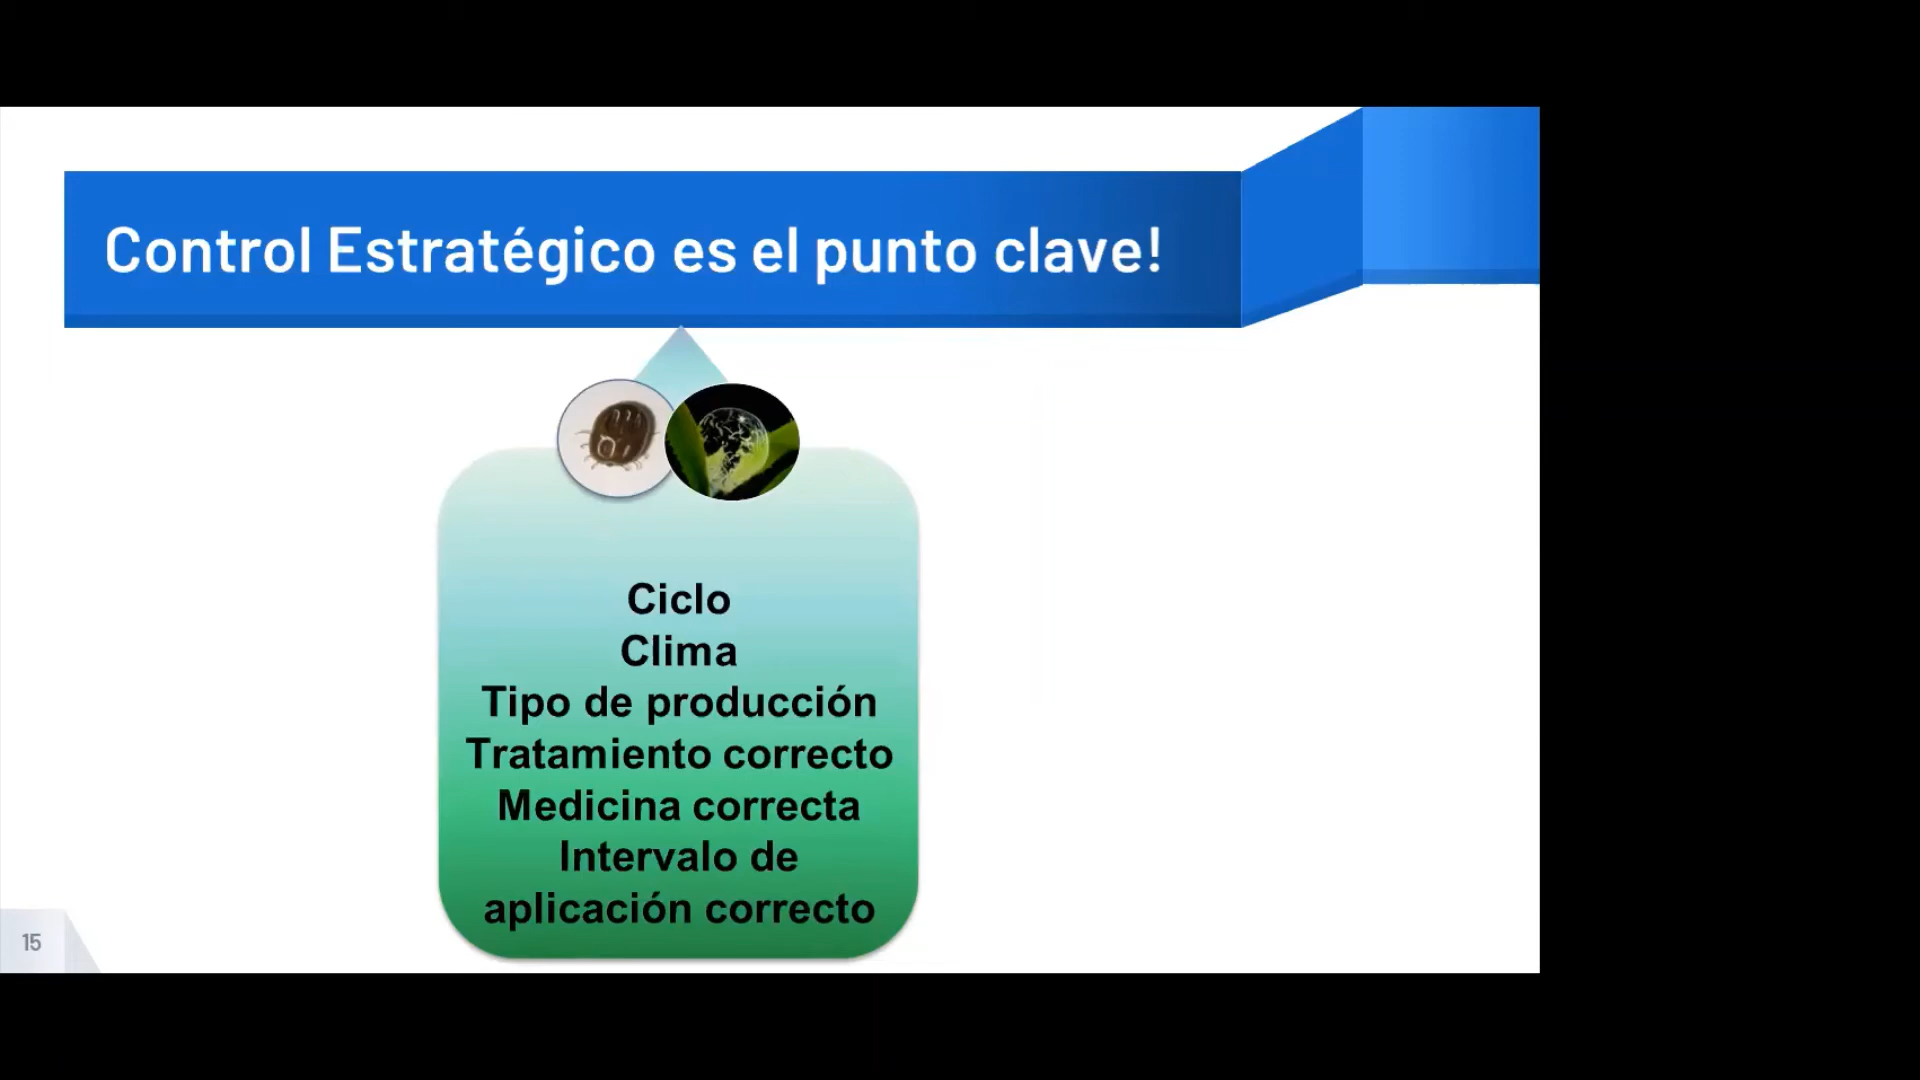 Control Estratégico es el punto clave!
Ciclo
Clima
Tipo de producción
Tratamiento correcto
Medicina correcta
Intervalo de
aplicación correcto
15